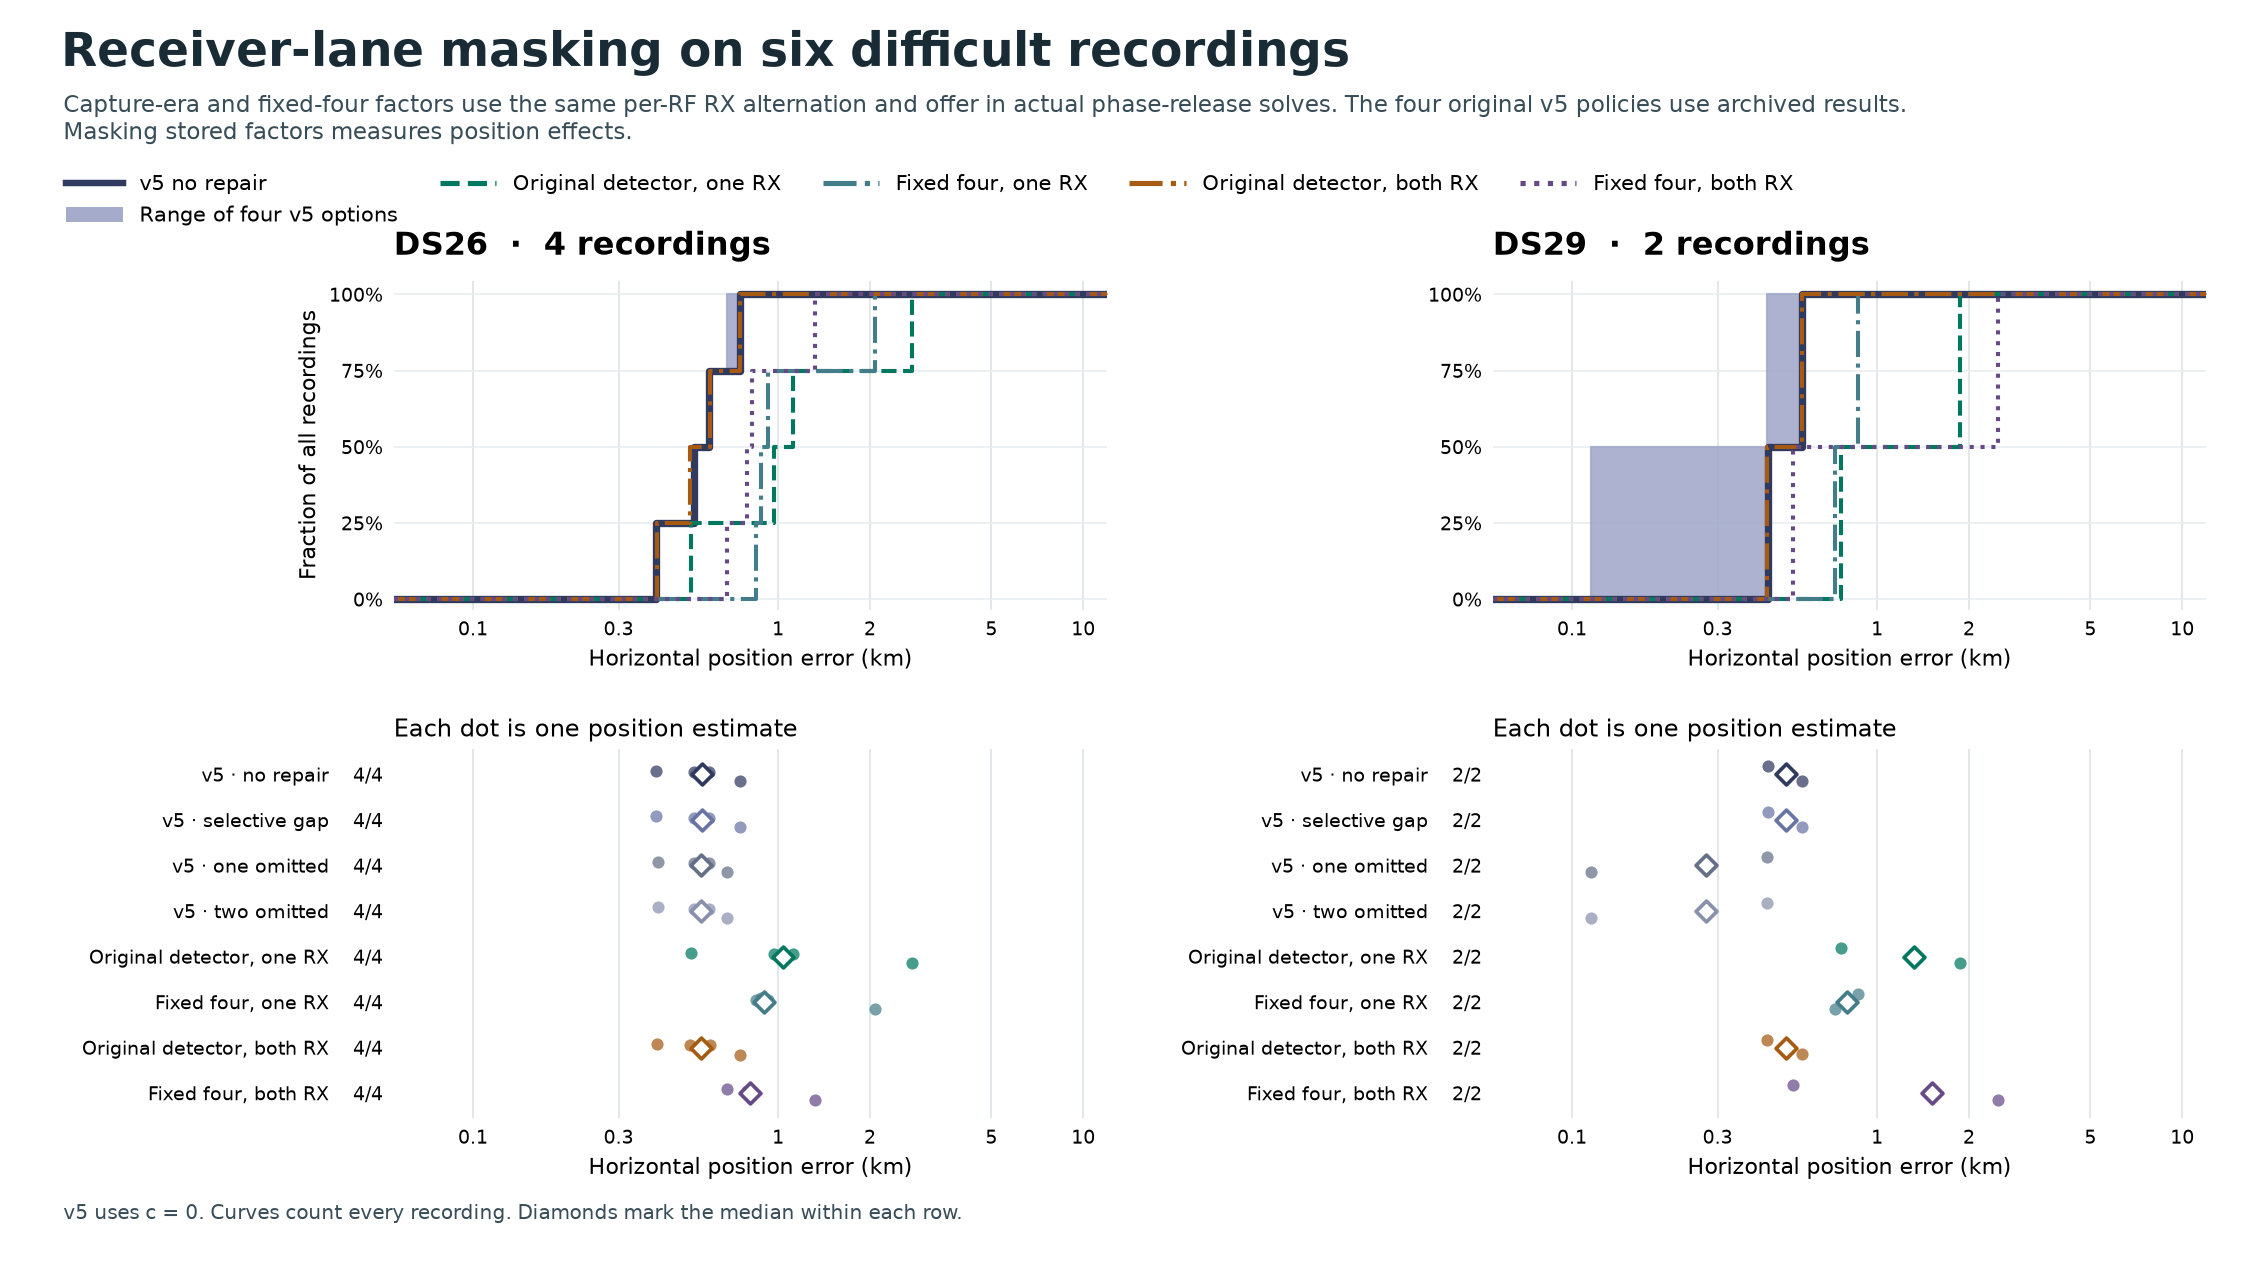 Receiver-lane masking on six difficult recordings
Capture-era and fixed-four factors use the same per-RF RX alternation and offer in actual phase-release solves. The four original v5 policies use archived results.
Masking stored factors measures position effects.
v5 no repair
Original detector, one RX
Fixed four, one RX
Original detector, both RX
Fixed four, both RX
Range of four v5 options
DS26 · 4 recordings
Fraction of all recordings
100%
75%
50%
25%
0%
0.1 0.3 1 2 5 10
Horizontal position error (km)
DS29 · 2 recordings
100%
75%
50%
25%
0%
0.1 0.3 1 2 5 10
Horizontal position error (km)
Each dot is one position estimate
v5 · no repair 4/4
v5 · selective gap 4/4
v5 · one omitted 4/4
v5 · two omitted 4/4
Original detector, one RX 4/4
Fixed four, one RX 4/4
Original detector, both RX 4/4
Fixed four, both RX 4/4
0.1 0.3 1 2 5 10
Horizontal position error (km)
Each dot is one position estimate
v5 · no repair 2/2
v5 · selective gap 2/2
v5 · one omitted 2/2
v5 · two omitted 2/2
Original detector, one RX 2/2
Fixed four, one RX 2/2
Original detector, both RX 2/2
Fixed four, both RX 2/2
0.1 0.3 1 2 5 10
Horizontal position error (km)
v5 uses c = 0. Curves count every recording. Diamonds mark the median within each row.